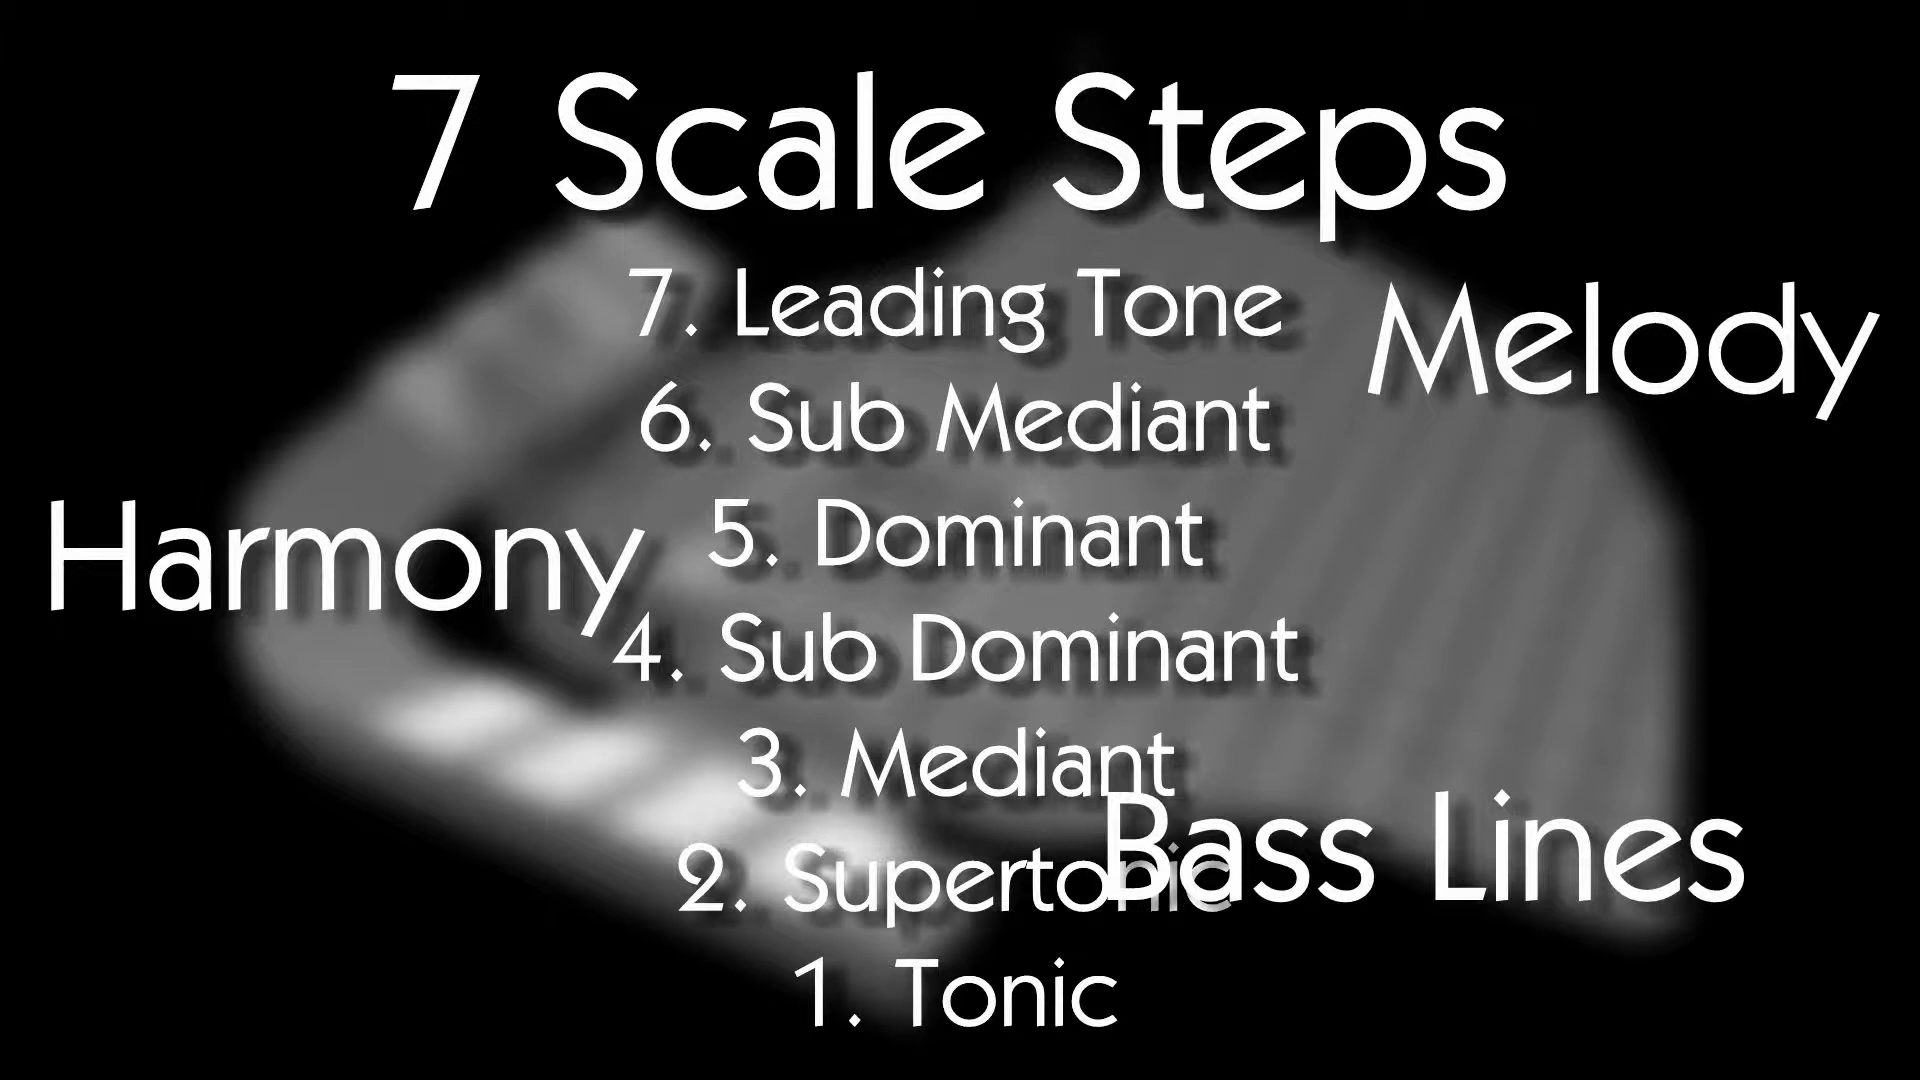 7 Scale Steps
7. Leading Tone
Melody
6. Sub Mediant
Harmony
5. Dominant
4. Sub Dominant
3. Mediant
Bass Lines
2. Supertonic
1. Tonic